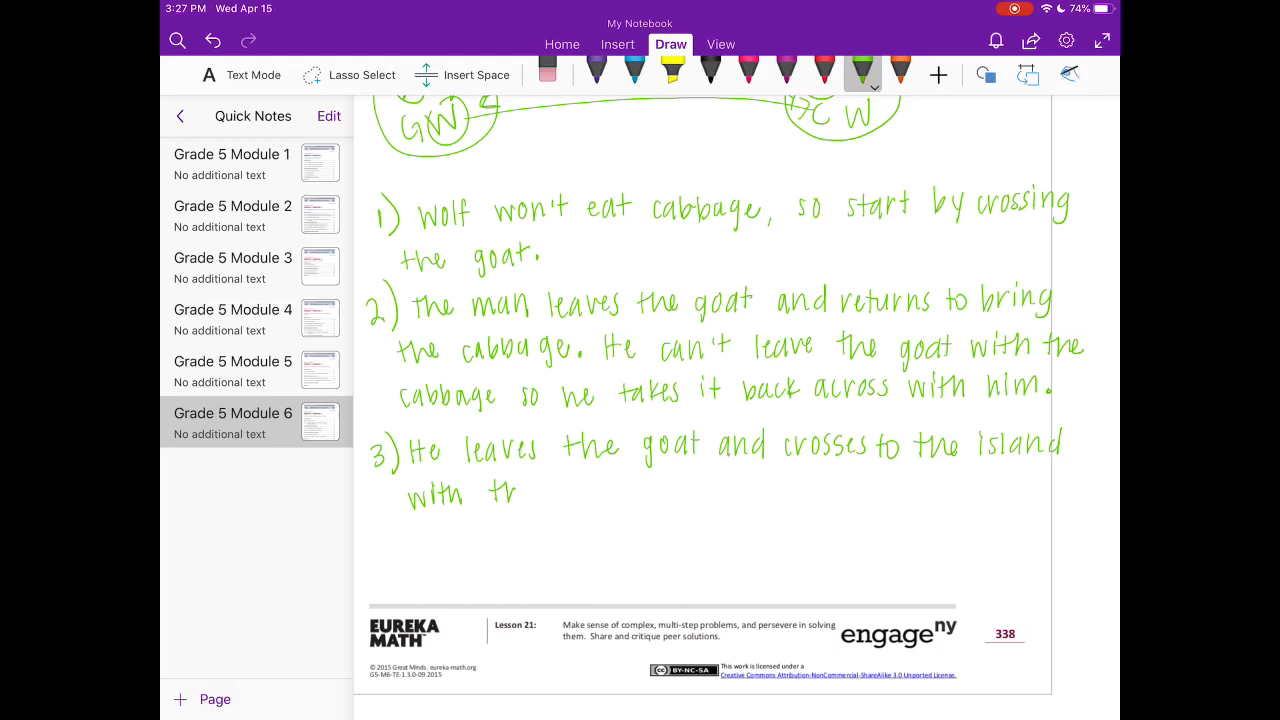 3:27 PM Wed Apr 15
74%
My Notebook
Home Insert Draw View
A Text Mode Lasso Select Insert Space
Quick Notes Edit
Grade 5 Module 1
No additional text
Grade 5 Module 2
No additional text
Grade 5 Module 3
No additional text
Grade 5 Module 4
No additional text
Grade 5 Module 5
No additional text
Grade 5 Module 6
No additional text
+ Page
GW
C W
1) Wolf won't eat cabbage, so start by crossing
the goat.
2) The man leaves the goat and returns to bring
the cabbage. He can't leave the goat with the
cabbage so he takes it back across with him.
3) He leaves the goat and crosses to the island
with th
EUREKA
MATH™
Lesson 21: Make sense of complex, multi-step problems, and persevere in solving
them. Share and critique peer solutions.
engage ny
338
© 2015 Great Minds. eureka-math.org
G5-M6-TE-1.3.0-09.2015
CC BY-NC-SA
This work is licensed under a
Creative Commons Attribution-NonCommercial-ShareAlike 3.0 Unported License.